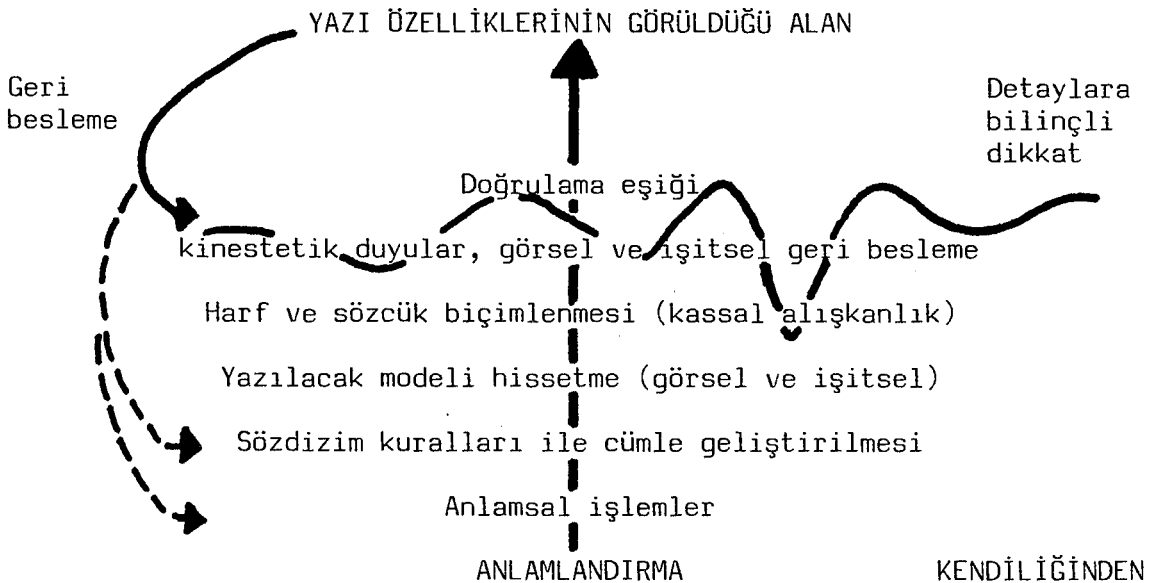 YAZI ÖZELLİKLERİNİN GÖRÜLDÜĞÜ ALAN
Geri
besleme
Detaylara
bilinçli
dikkat
Doğrulama eşiği
kinestetik duyular, görsel ve işitsel geri besleme
Harf ve sözcük biçimlenmesi (kassal alışkanlık)
Yazılacak modeli hissetme (görsel ve işitsel)
Sözdizim kuralları ile cümle geliştirilmesi
Anlamsal işlemler
ANLAMLANDIRMA
KENDİLİĞİNDEN